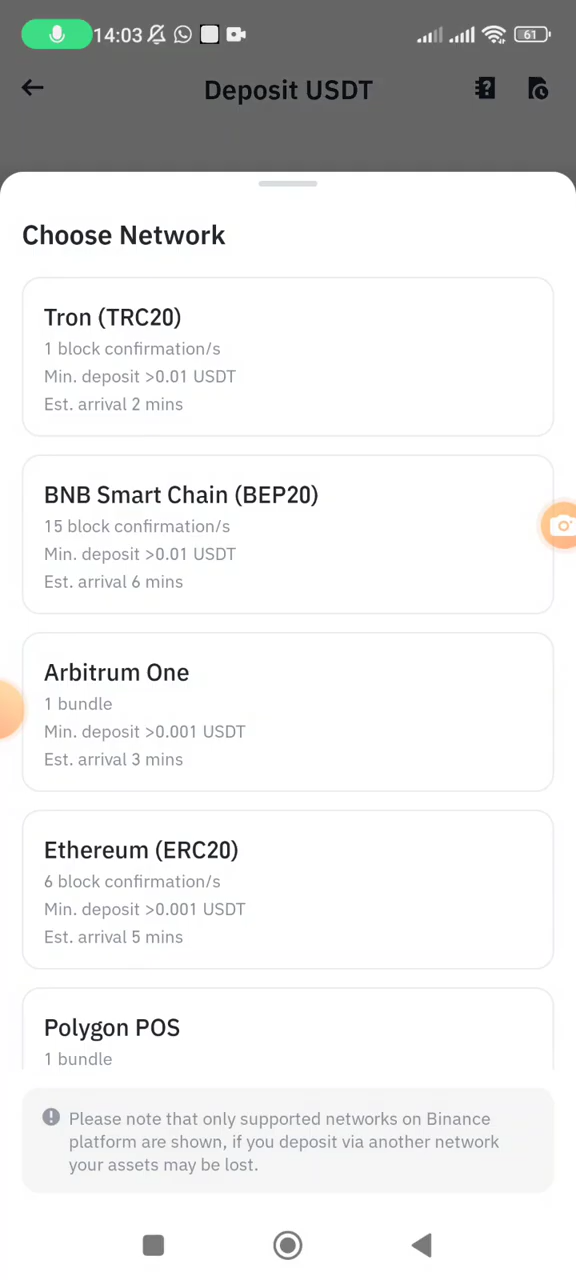 14:03
61
Deposit USDT
Choose Network
Tron (TRC20)
1 block confirmation/s
Min. deposit >0.01 USDT
Est. arrival 2 mins
BNB Smart Chain (BEP20)
15 block confirmation/s
Min. deposit >0.01 USDT
Est. arrival 6 mins
Arbitrum One
1 bundle
Min. deposit >0.001 USDT
Est. arrival 3 mins
Ethereum (ERC20)
6 block confirmation/s
Min. deposit >0.001 USDT
Est. arrival 5 mins
Polygon POS
1 bundle
Please note that only supported networks on Binance
platform are shown, if you deposit via another network
your assets may be lost.